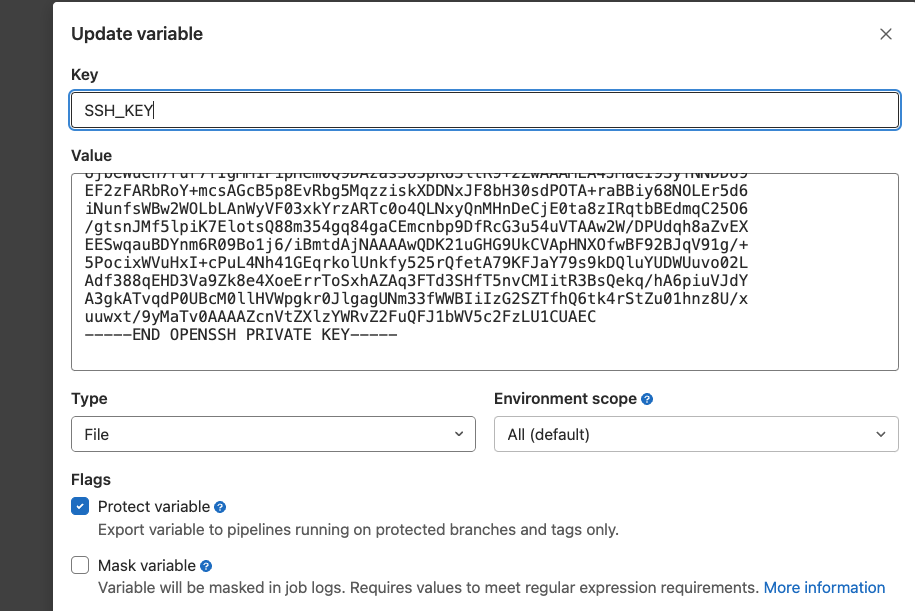 Update variable
Key
SSH_KEY
Value
EF2zFARbRoY+mcsAGcB5p8EvRbg5MqzziskXDDNxJF8bH30sdPOTA+raBBiy68NOLEr5d6
iNunfsWBw2WOLbLAnWyVF03xkYrzARTc0o4QLNxyQnMHnDeCjE0ta8zIRqtbBEdmqC25O6
/gtsnJMf5lpiK7ElotsQ88m354gq84gaCEmcnbp9DfRcG3u54uVTAAw2W/DPUdqh8aZvEX
EESwqauBDYnm6R09Bo1j6/iBmtdAjNAAAAwQDK21uGHG9UkCVApHNXOfwBF92BJqV91g/+
5PocixWVuHxI+cPuL4Nh41GEqrkolUnkfy525rQfetA79KFJaY79s9kDQluYUDWUuvo02L
Adf388qEHD3Va9Zk8e4XoeErrToSxhAZAq3FTd3SHfT5nvCMIitR3BsQekq/hA6piuVJdY
A3gkATvqdP0UBcM0llHVWpgkr0JlgagUNm33fWWBIiIzG2SZTfhQ6tk4rStZu01hnz8U/x
uuwxt/9yMaTv0AAAAZcnVtZXlzYWRvZ2FuQFJ1bWV5c2FzLU1CUAEC
-----END OPENSSH PRIVATE KEY-----
Type
Environment scope
File
All (default)
Flags
Protect variable
Export variable to pipelines running on protected branches and tags only.
Mask variable
Variable will be masked in job logs. Requires values to meet regular expression requirements. More information